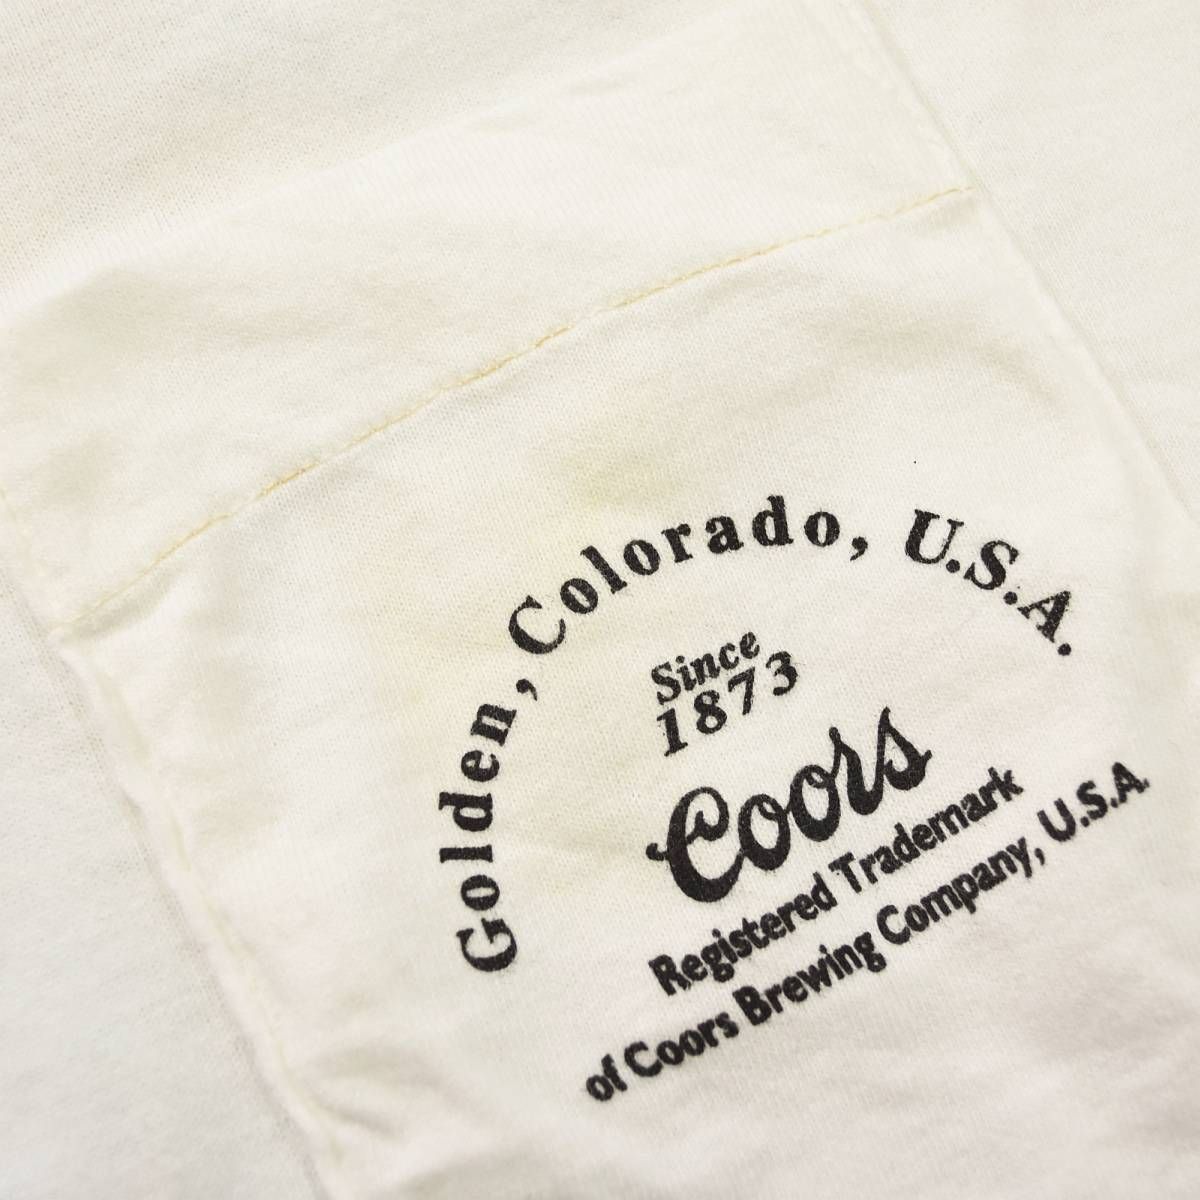 Golden, Colorado, U.S.A.
Since
1873
Coors
Registered Trademark
of Coors Brewing Company, U.S.A.